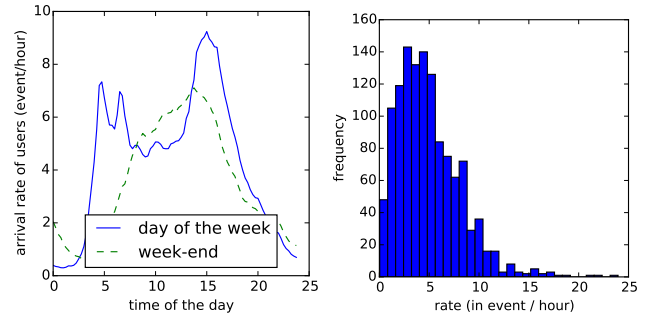 arrival rate of users (event/hour)
10
8
6
4
2
0
0 5 10 15 20 25
time of the day
day of the week
week-end
frequency
160
140
120
100
80
60
40
20
0
0 5 10 15 20 25
rate (in event / hour)